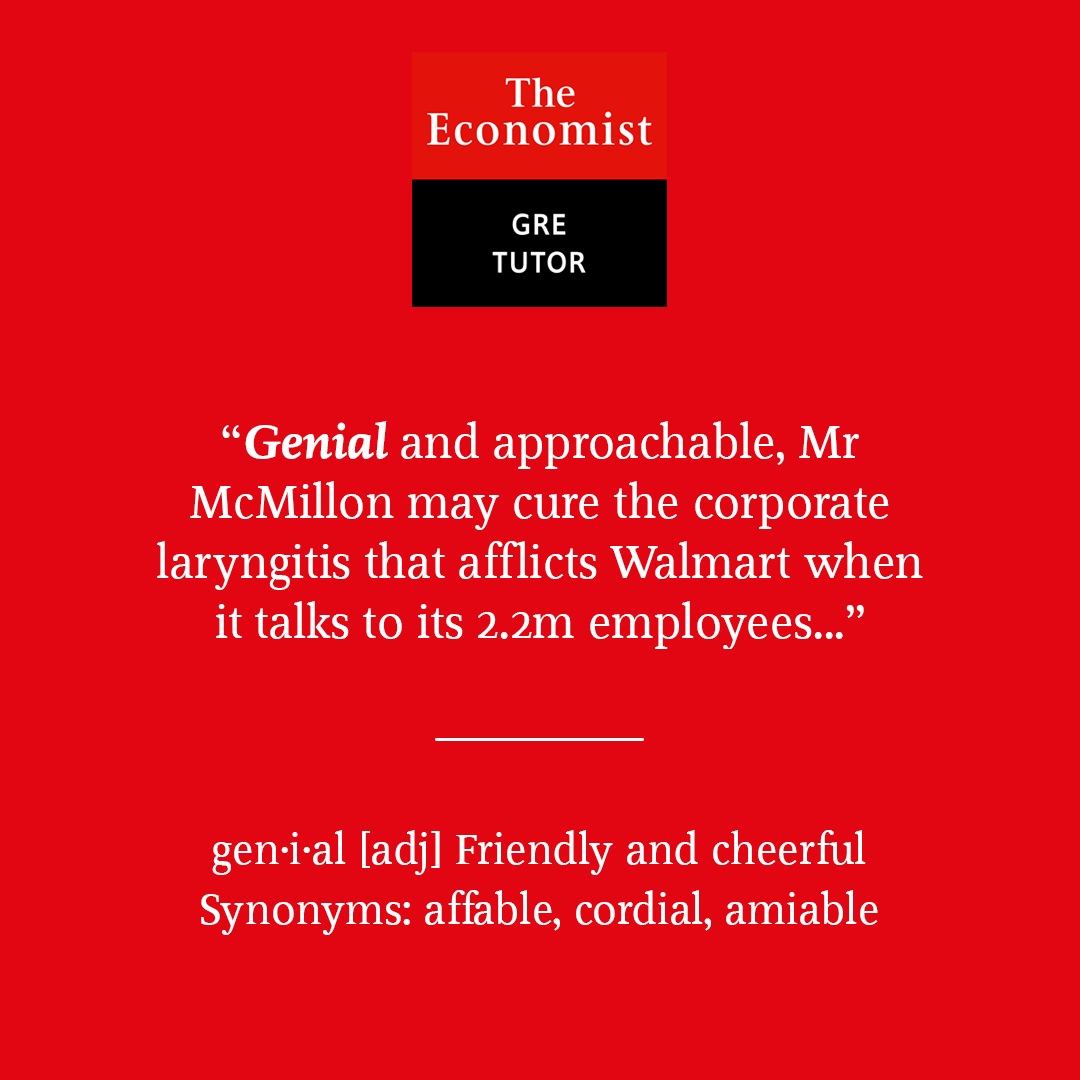 The
Economist
GRE
TUTOR
“Genial and approachable, Mr
McMillon may cure the corporate
laryngitis that afflicts Walmart when
it talks to its 2.2m employees...”
gen·i·al [adj] Friendly and cheerful
Synonyms: affable, cordial, amiable